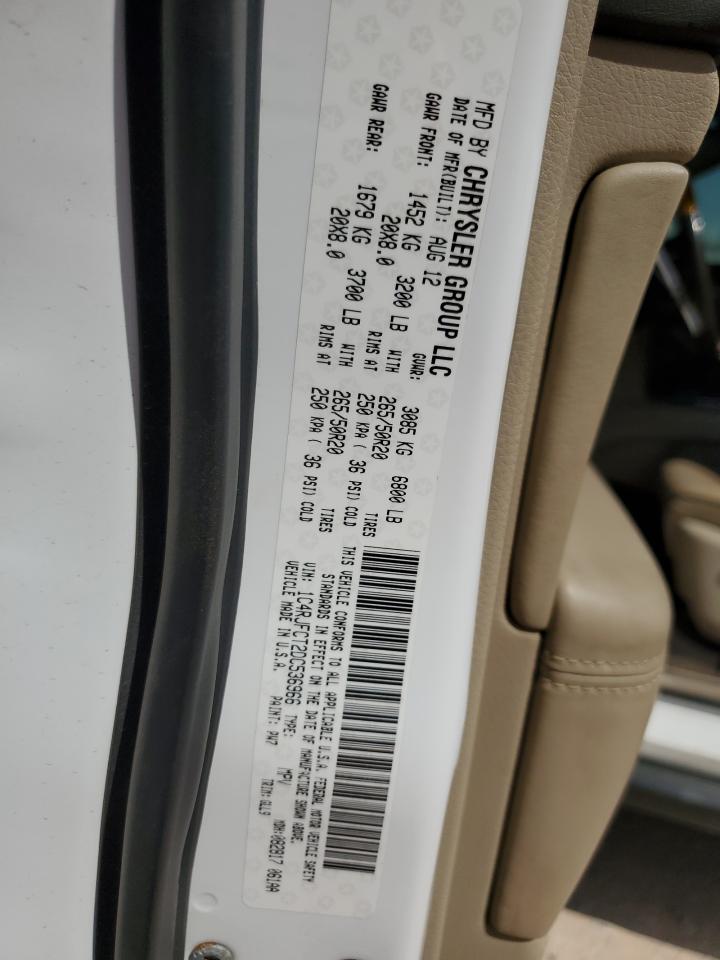 MFD BY CHRYSLER GROUP LLC
DATE OF MFR(BUILT): AUG 12 GVWR: 3085 KG 6800 LB
GAWR FRONT: 1452 KG 3200 LB WITH 265/50R20 TIRES
20X8.0 RIMS AT 250 KPA ( 36 PSI) COLD
GAWR REAR: 1679 KG 3700 LB WITH 265/50R20 TIRES
20X8.0 RIMS AT 250 KPA ( 36 PSI) COLD
THIS VEHICLE CONFORMS TO ALL APPLICABLE U.S.A. FEDERAL MOTOR VEHICLE SAFETY
STANDARDS IN EFFECT ON THE DATE OF MANUFACTURE SHOWN ABOVE.
VIN: 1C4RJFCT2DC536966 TYPE: MPV MDH:082917 061AA
VEHICLE MADE IN U.S.A. PAINT: PW7 TRIM:GLL9